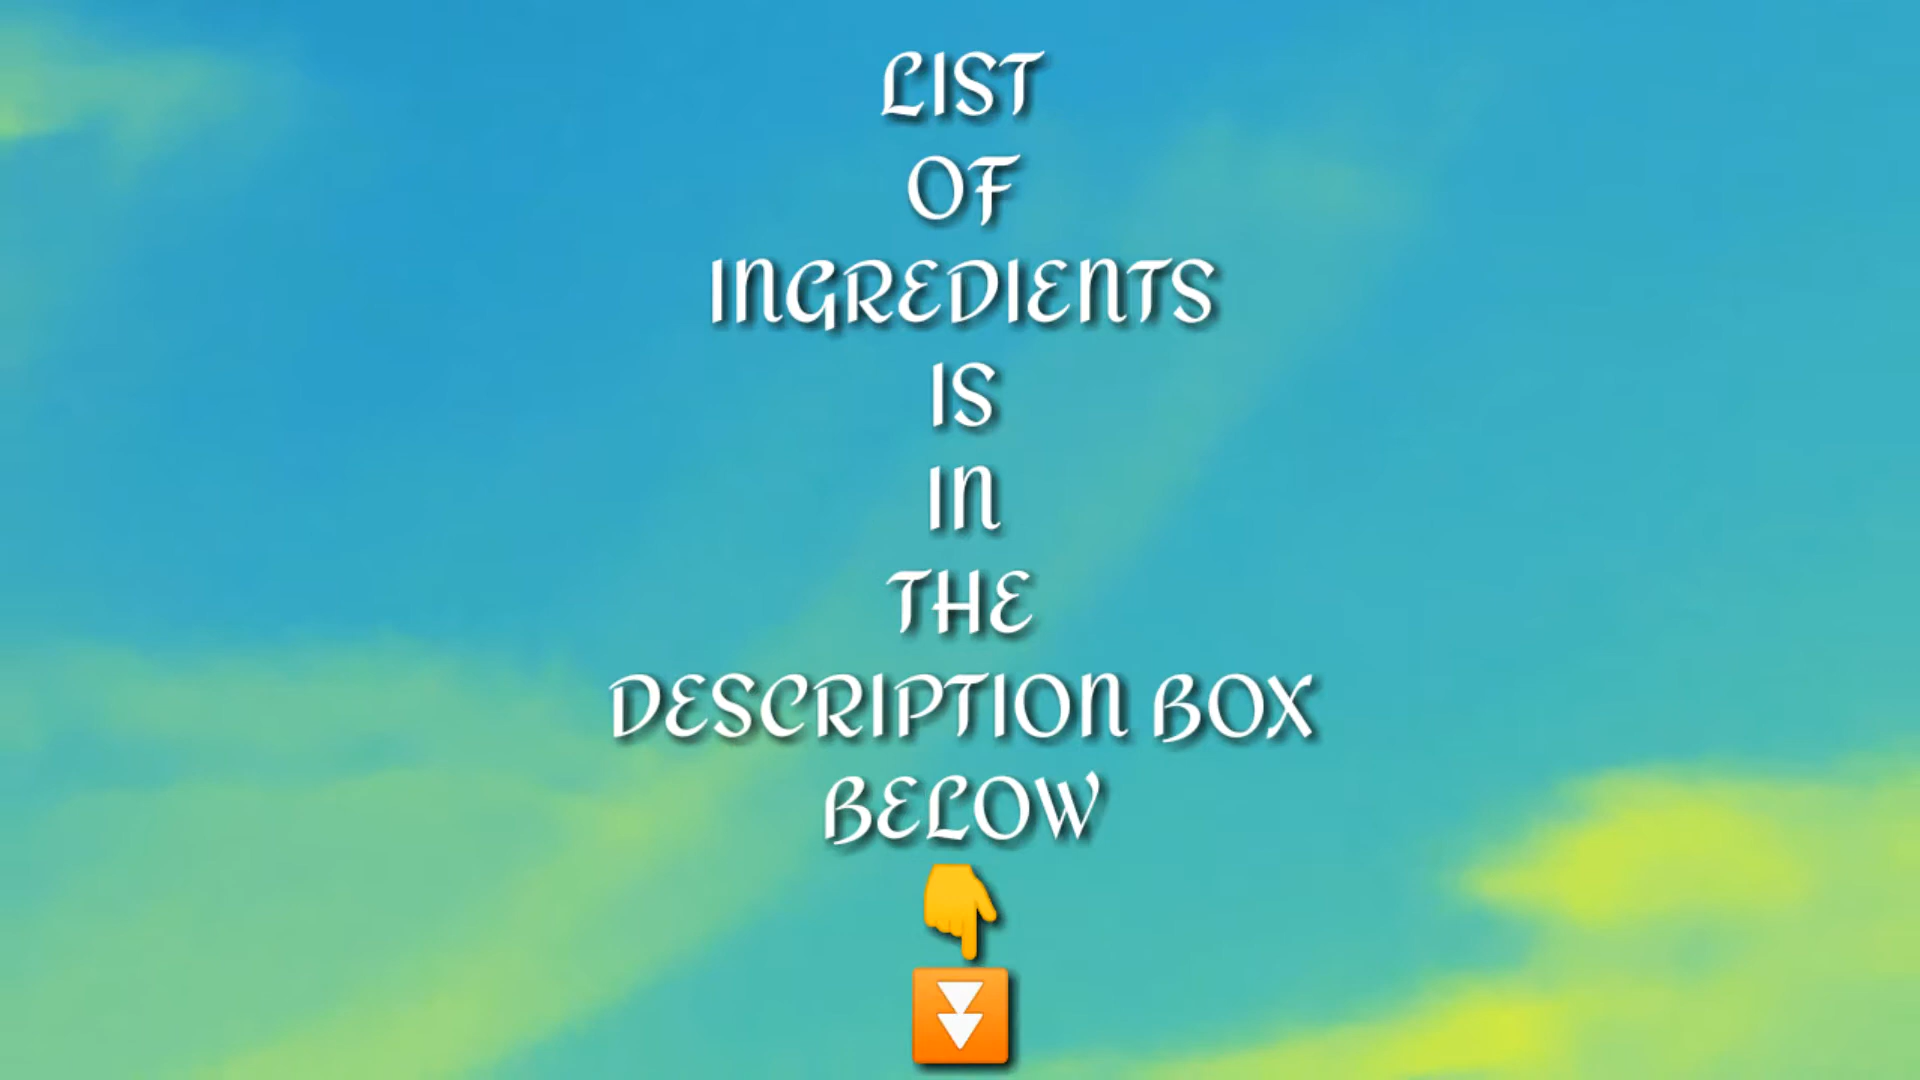 LIST
OF
INGREDIENTS
IS
IN
THE
DESCRIPTION BOX
BELOW
👇
⏬